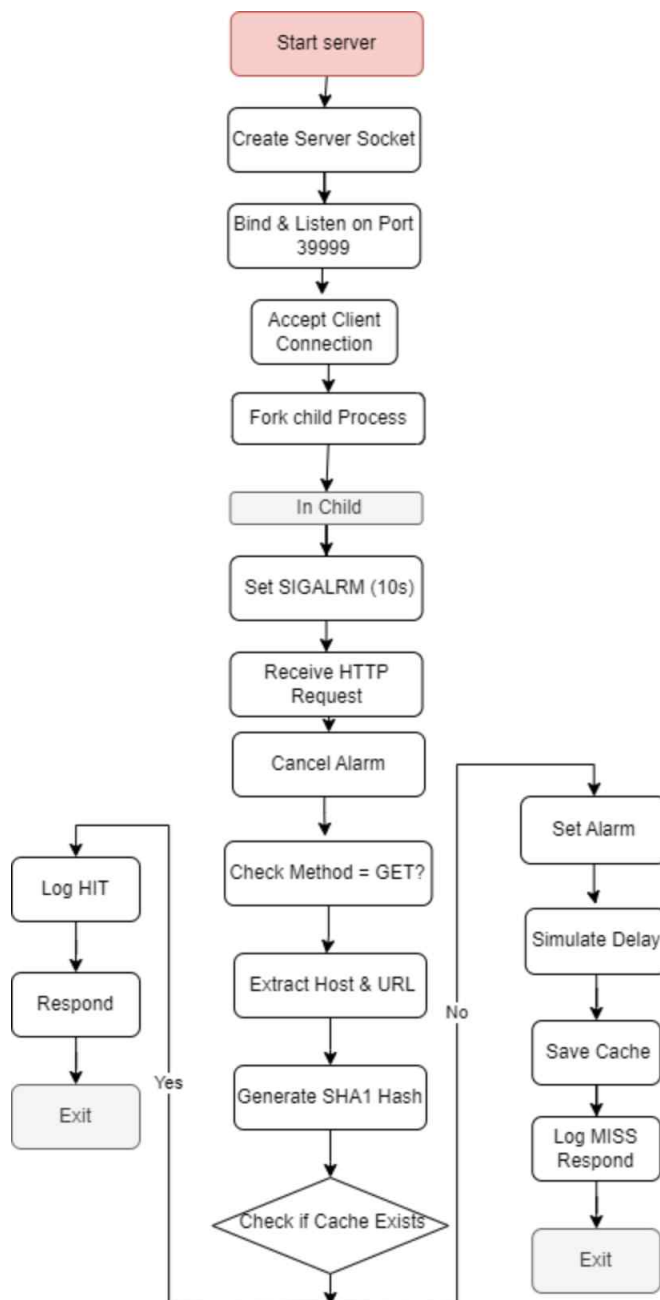 Start server
Create Server Socket
Bind & Listen on Port
39999
Accept Client
Connection
Fork child Process
In Child
Set SIGALRM (10s)
Receive HTTP
Request
Cancel Alarm
Check Method = GET?
Extract Host & URL
Generate SHA1 Hash
Check if Cache Exists
Yes
Log HIT
Respond
Exit
No
Set Alarm
Simulate Delay
Save Cache
Log MISS
Respond
Exit